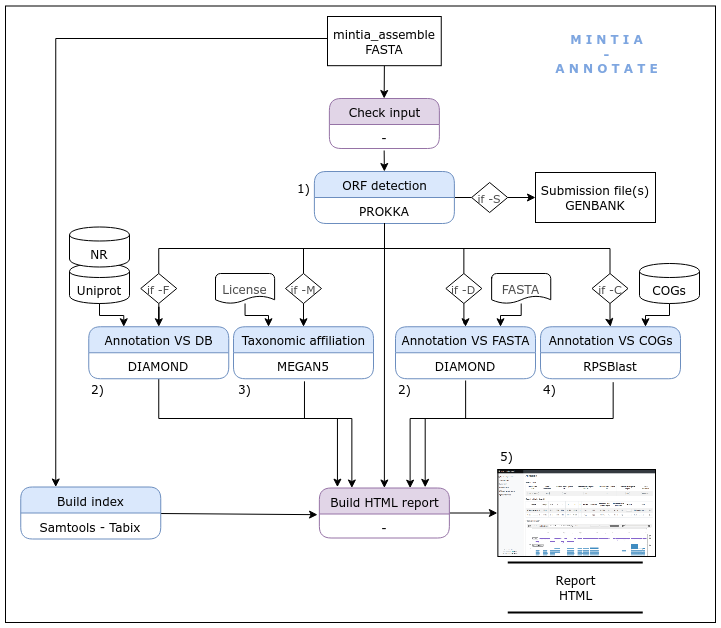 mintia_assemble
FASTA
M I N T I A
–
A N N O T A T E
Check input
-
1)
ORF detection
PROKKA
if -S
Submission file(s)
GENBANK
NR
Uniprot
if -F
License
if -M
if -D
FASTA
if -C
COGs
Annotation VS DB
DIAMOND
Taxonomic affiliation
MEGAN5
Annotation VS FASTA
DIAMOND
Annotation VS COGs
RPSBlast
2)
3)
2)
4)
5)
Build index
Samtools - Tabix
Build HTML report
-
Report
HTML